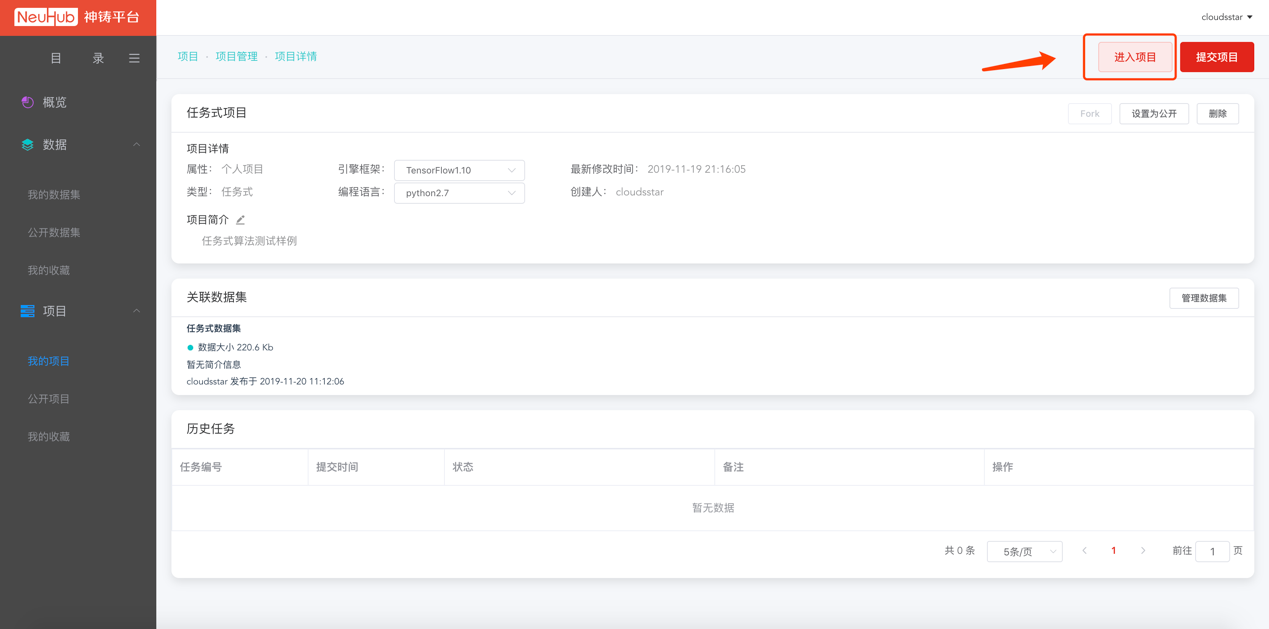 NeuHub 神铸平台
cloudsstar
目 录
项目 · 项目管理 · 项目详情
进入项目
提交项目
概览
数据
我的数据集
公开数据集
我的收藏
项目
我的项目
公开项目
我的收藏
任务式项目
Fork
设置为公开
删除
项目详情
属性： 个人项目 引擎框架： TensorFlow1.10 最新修改时间： 2019-11-19 21:16:05
类型： 任务式 编程语言： python2.7 创建人： cloudsstar
项目简介
任务式算法测试样例
关联数据集
管理数据集
任务式数据集
数据大小 220.6 Kb
暂无简介信息
cloudsstar 发布于 2019-11-20 11:12:06
历史任务
任务编号 提交时间 状态 备注 操作
暂无数据
共 0 条 5条/页 1 前往 1 页